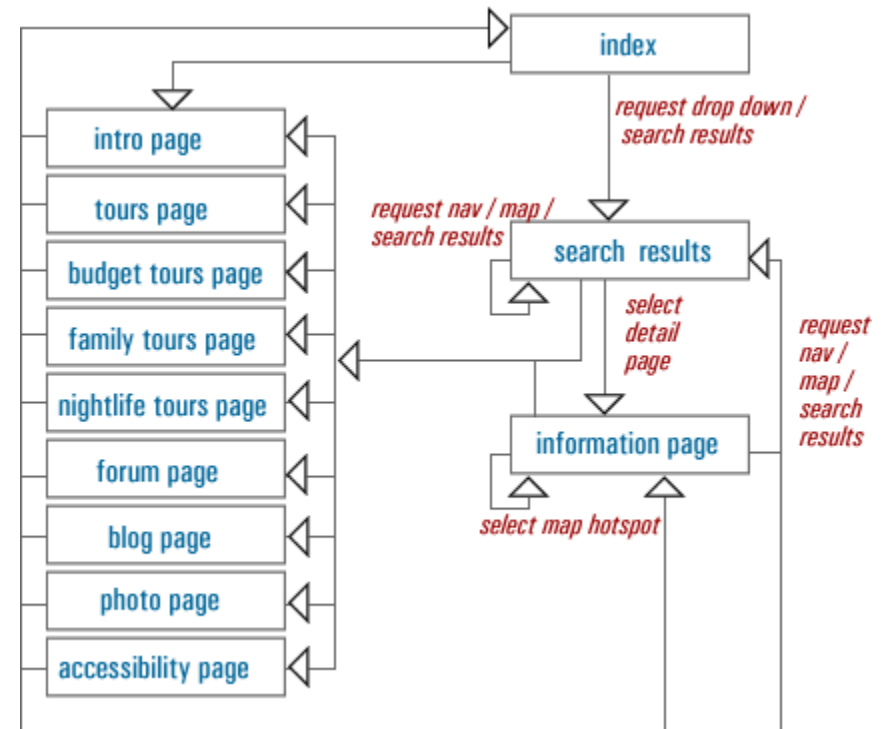 index
request drop down /
search results
intro page
tours page
budget tours page
family tours page
nightlife tours page
forum page
blog page
photo page
accessibility page
request nav / map /
search results
search results
select
detail
page
request
nav /
map /
search
results
information page
select map hotspot